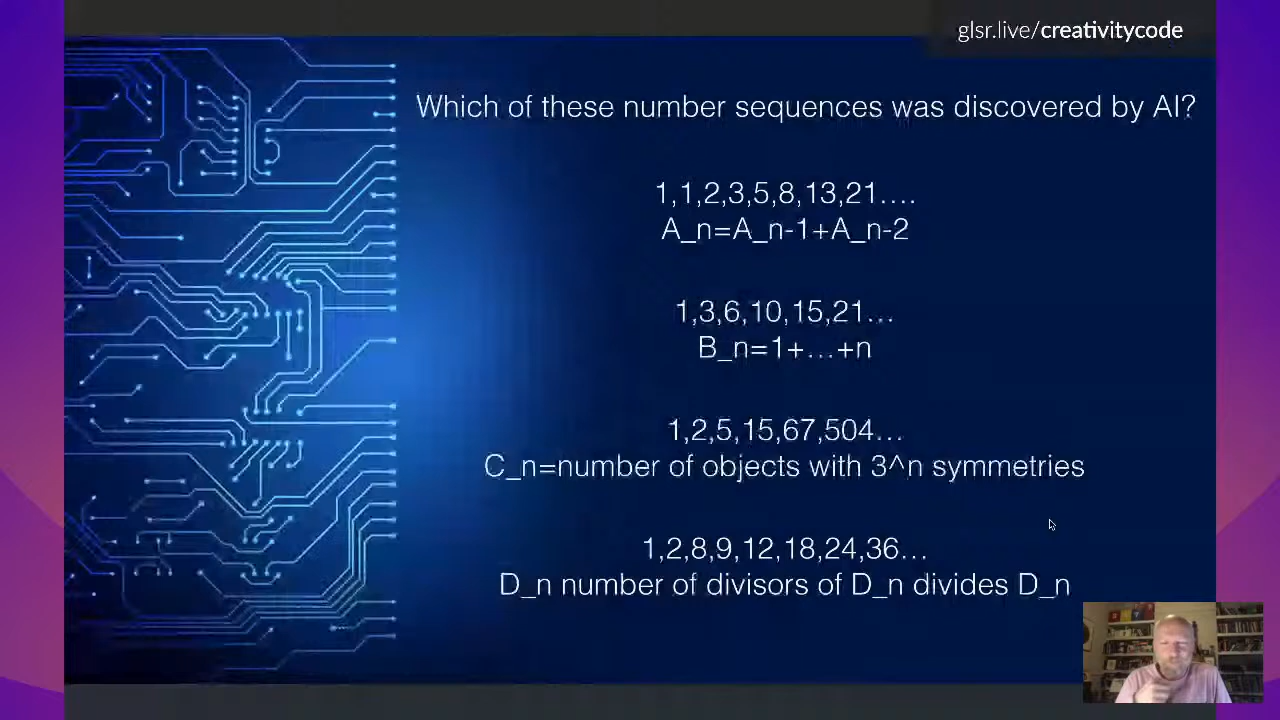 glsr.live/creativitycode
Which of these number sequences was discovered by AI?
1,1,2,3,5,8,13,21....
A_n=A_n-1+A_n-2
1,3,6,10,15,21...
B_n=1+...+n
1,2,5,15,67,504...
C_n=number of objects with 3^n symmetries
1,2,8,9,12,18,24,36...
D_n number of divisors of D_n divides D_n